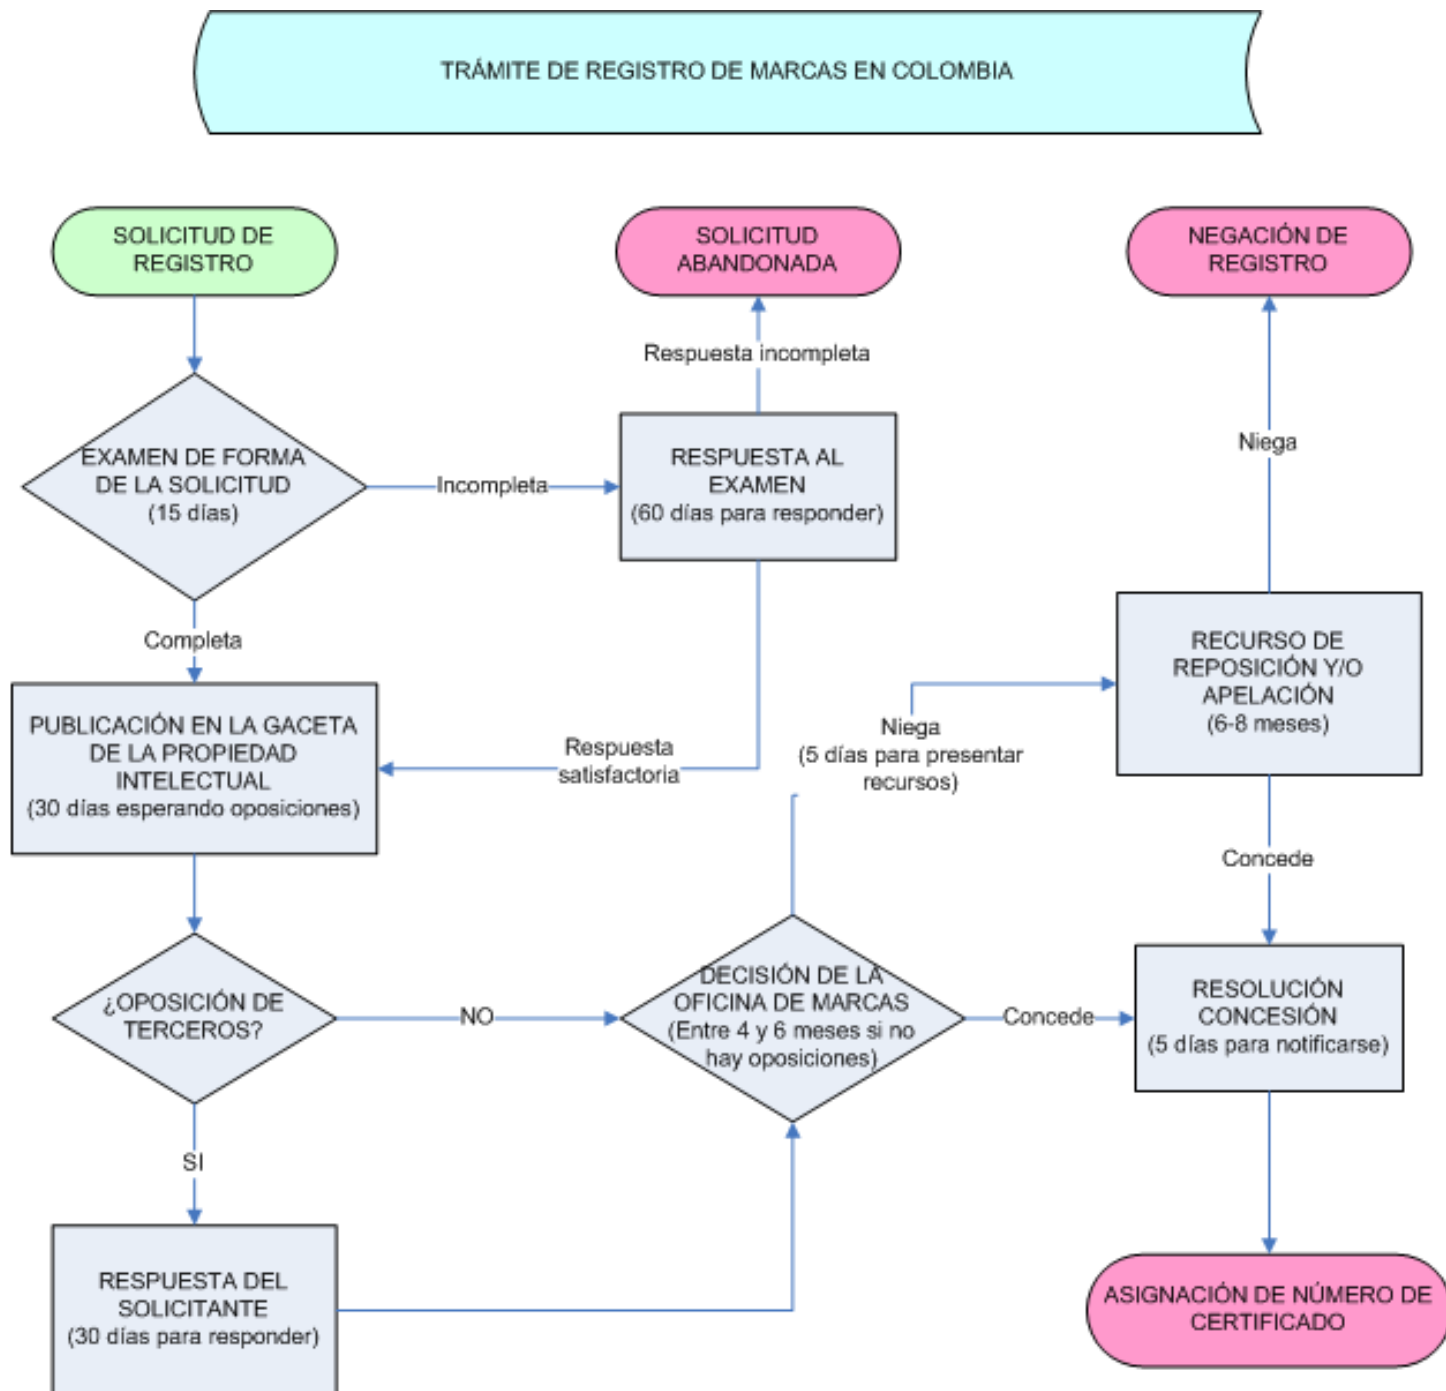 TRÁMITE DE REGISTRO DE MARCAS EN COLOMBIA
SOLICITUD DE
REGISTRO
SOLICITUD
ABANDONADA
NEGACIÓN DE
REGISTRO
Respuesta incompleta
EXAMEN DE FORMA
DE LA SOLICITUD
(15 días)
Incompleta
RESPUESTA AL
EXAMEN
(60 días para responder)
Niega
Completa
RECURSO DE
REPOSICIÓN Y/O
APELACIÓN
(6-8 meses)
PUBLICACIÓN EN LA GACETA
DE LA PROPIEDAD
INTELECTUAL
(30 días esperando oposiciones)
Respuesta
satisfactoria
Niega
(5 días para presentar
recursos)
Concede
¿OPOSICIÓN DE
TERCEROS?
NO
DECISIÓN DE LA
OFICINA DE MARCAS
(Entre 4 y 6 meses si no
hay oposiciones)
Concede
RESOLUCIÓN
CONCESIÓN
(5 días para notificarse)
SI
RESPUESTA DEL
SOLICITANTE
(30 días para responder)
ASIGNACIÓN DE NÚMERO DE
CERTIFICADO